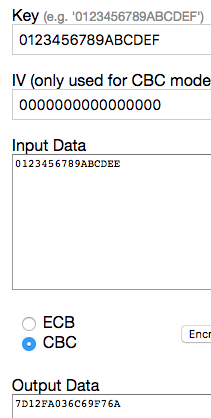 Key (e.g. '0123456789ABCDEF')
0123456789ABCDEF
IV (only used for CBC mode
0000000000000000
Input Data
0123456789ABCDEE
ECB
CBC
Encr
Output Data
7D12FA036C69F76A